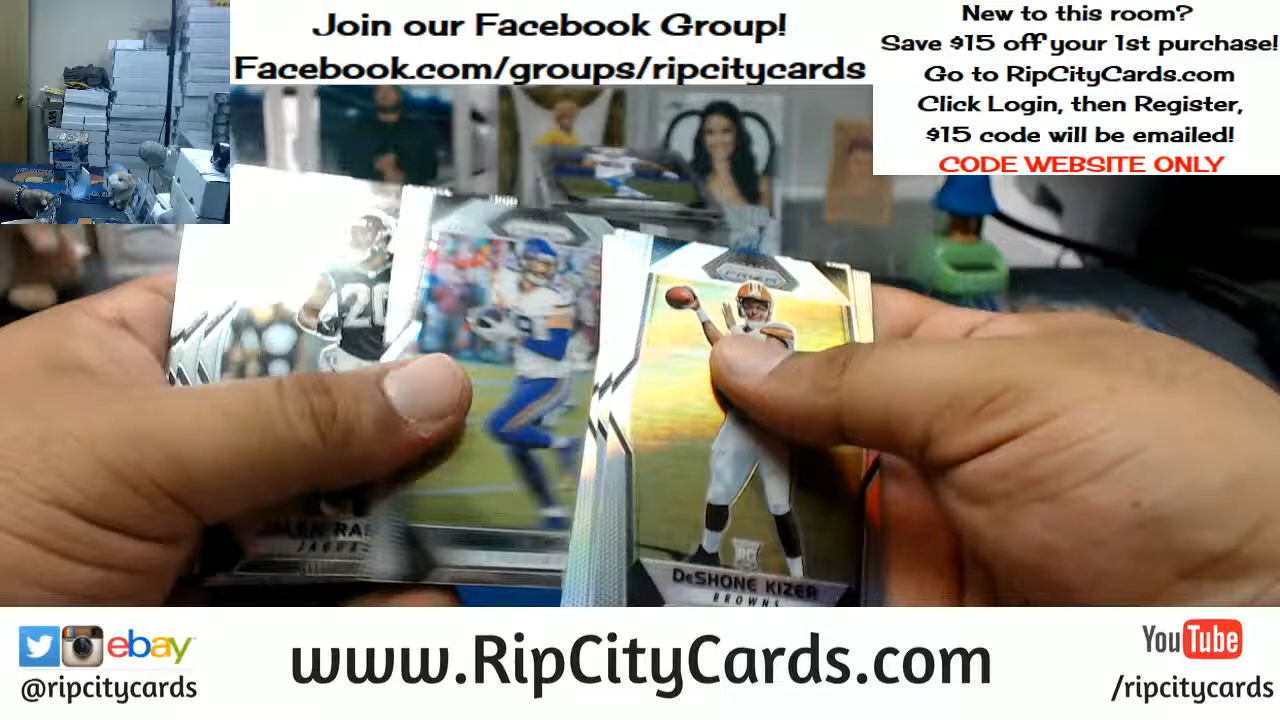 Join our Facebook Group!
Facebook.com/groups/ripcitycards
New to this room?
Save $15 off your 1st purchase!
Go to RipCityCards.com
Click Login, then Register,
$15 code will be emailed!
CODE WEBSITE ONLY
20
PRIZM
RC
DeSHONE KIZER
BROWNS
ebay
@ripcitycards
www.RipCityCards.com
YouTube
/ripcitycards